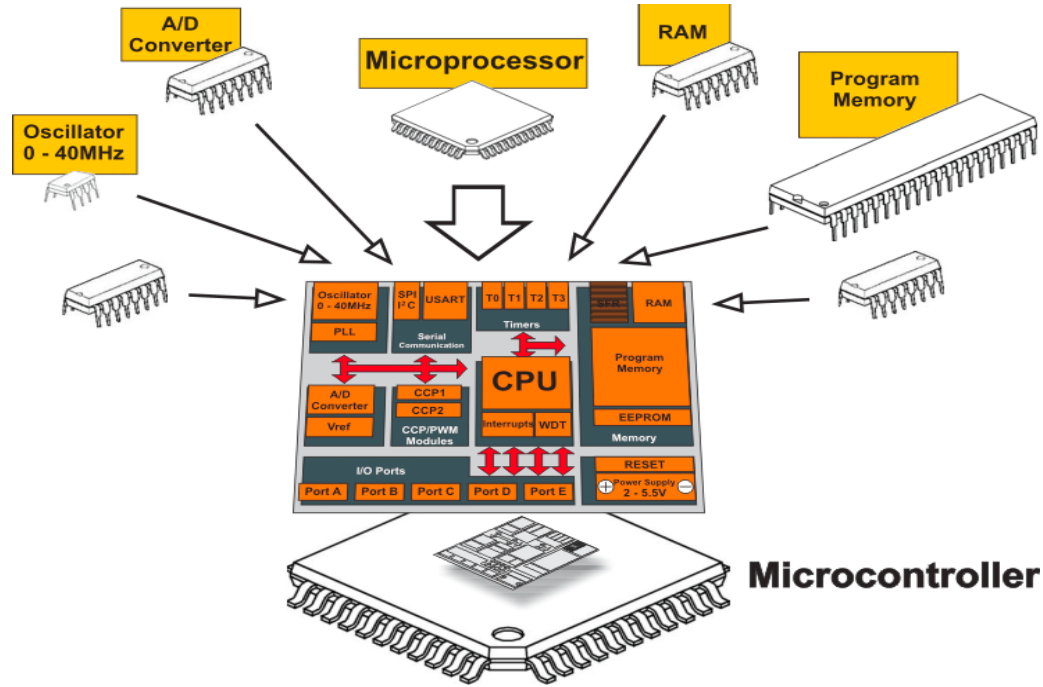 A/D
Converter
Microprocessor
RAM
Program
Memory
Oscillator
0 - 40MHz
Oscillator
0 - 40MHz
PLL
SPI
I²C
USART
Serial
Communication
T0
T1
T2
T3
Timers
SFR
RAM
Program
Memory
EEPROM
Memory
A/D
Converter
Vref
CCP1
CCP2
CCP/PWM
Modules
CPU
Interrupts
WDT
I/O Ports
Port A
Port B
Port C
Port D
Port E
RESET
+
Power Supply
2 - 5.5V
−
Microcontroller